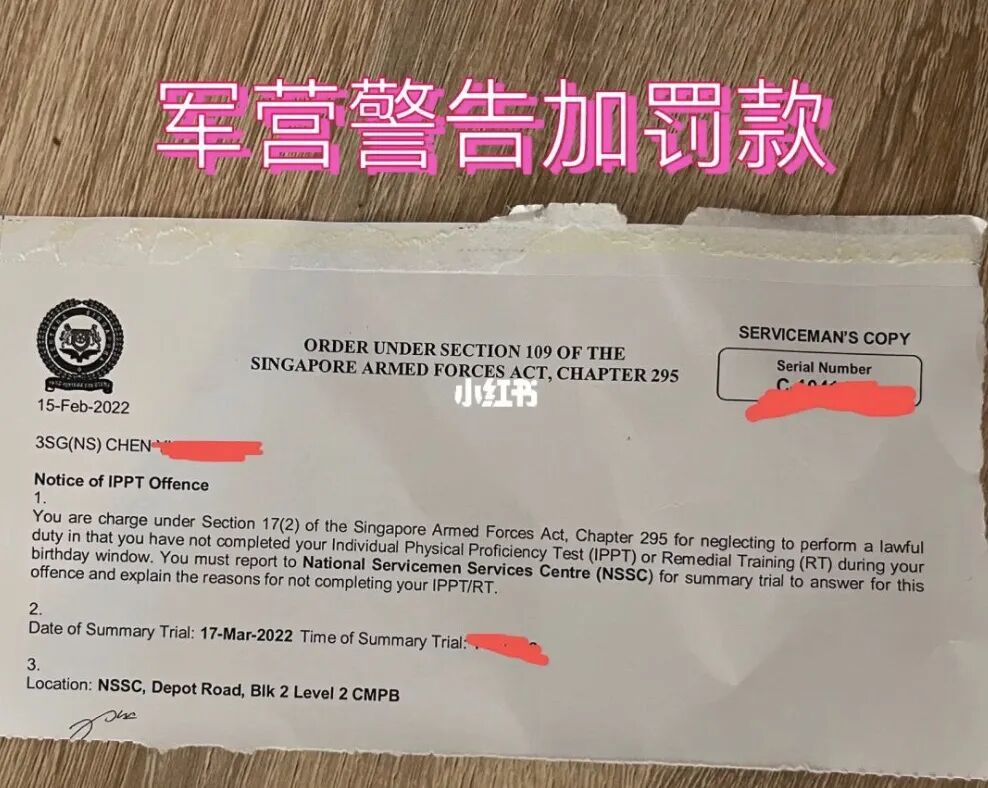 军营警告加罚款
SERVICEMAN'S COPY
ORDER UNDER SECTION 109 OF THE
SINGAPORE ARMED FORCES ACT, CHAPTER 295
Serial Number
小红书
15-Feb-2022
3SG(NS) CHEN
Notice of IPPT Offence
1.
You are charge under Section 17(2) of the Singapore Armed Forces Act, Chapter 295 for neglecting to perform a lawful
duty in that you have not completed your Individual Physical Proficiency Test (IPPT) or Remedial Training (RT) during your
birthday window. You must report to National Servicemen Services Centre (NSSC) for summary trial to answer for this
offence and explain the reasons for not completing your IPPT/RT.
2.
Date of Summary Trial: 17-Mar-2022 Time of Summary Trial:
3.
Location: NSSC, Depot Road, Blk 2 Level 2 CMPB